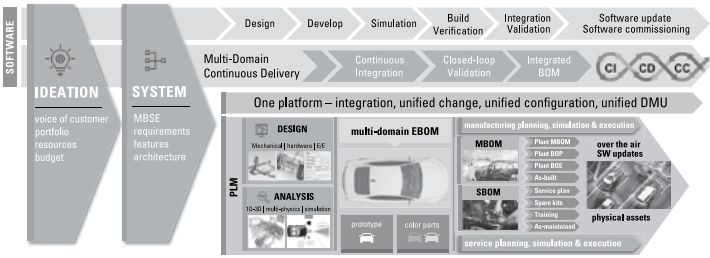 SOFTWARE
Design
Develop
Simulation
Build
Verification
Integration
Validation
Software update
Software commissioning
Multi-Domain
Continuous Delivery
Continuous
Integration
Closed-loop
Validation
Integrated
BOM
CI
CD
CC
IDEATION
voice of customer
portfolio
resources
budget
SYSTEM
MBSE
requirements
features
architecture
One platform – integration, unified change, unified configuration, unified DMU
PLM
DESIGN
Mechanical | hardware | E/E
ANALYSIS
1D-3D | multi-physics | simulation
multi-domain EBOM
prototype
color parts
manufacturing planning, simulation & execution
MBOM
Plant MBOM
Plant BOP
Plant BOE
As-built
SBOM
Service plan
Spare kits
Training
As-maintained
over the air
SW updates
physical assets
service planning, simulation & execution